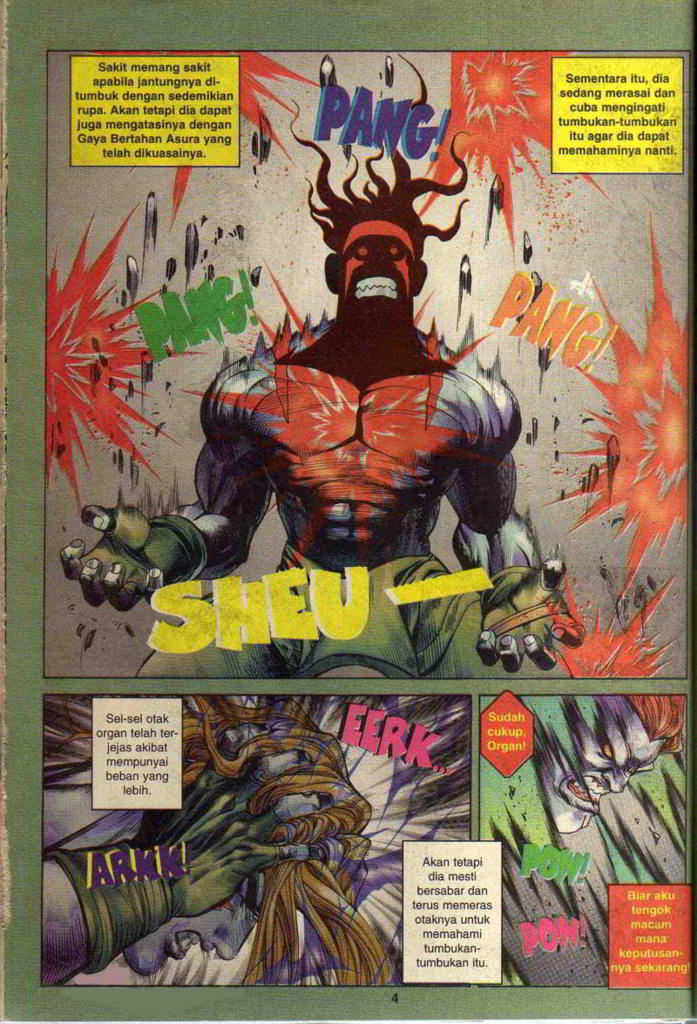 Sakit memang sakit
apabila jantungnya di-
tumbuk dengan sedemikian
rupa. Akan tetapi dia dapat
juga mengatasinya dengan
Gaya Bertahan Asura yang
telah dikuasainya.
PANG!
Sementara itu, dia
sedang merasai dan
cuba mengingati
tumbukan-tumbukan
itu agar dia dapat
memahaminya nanti.
PANG!
PANG!
SHEU —
Sel-sel otak
organ telah ter-
jejas akibat
mempunyai
beban yang
lebih.
EERK...
ARKK!
Akan tetapi
dia mesti
bersabar dan
terus memeras
otaknya untuk
memahami
tumbukan-
tumbukan itu.
Sudah
cukup,
Organ!
POW!
POW!
Biar aku
tengok
macam
mana
keputusan-
nya sekarang!
4